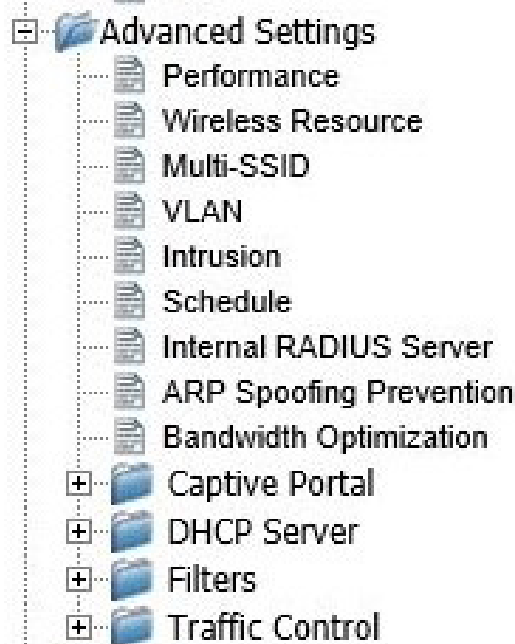 Advanced Settings
Performance
Wireless Resource
Multi-SSID
VLAN
Intrusion
Schedule
Internal RADIUS Server
ARP Spoofing Prevention
Bandwidth Optimization
Captive Portal
DHCP Server
Filters
Traffic Control